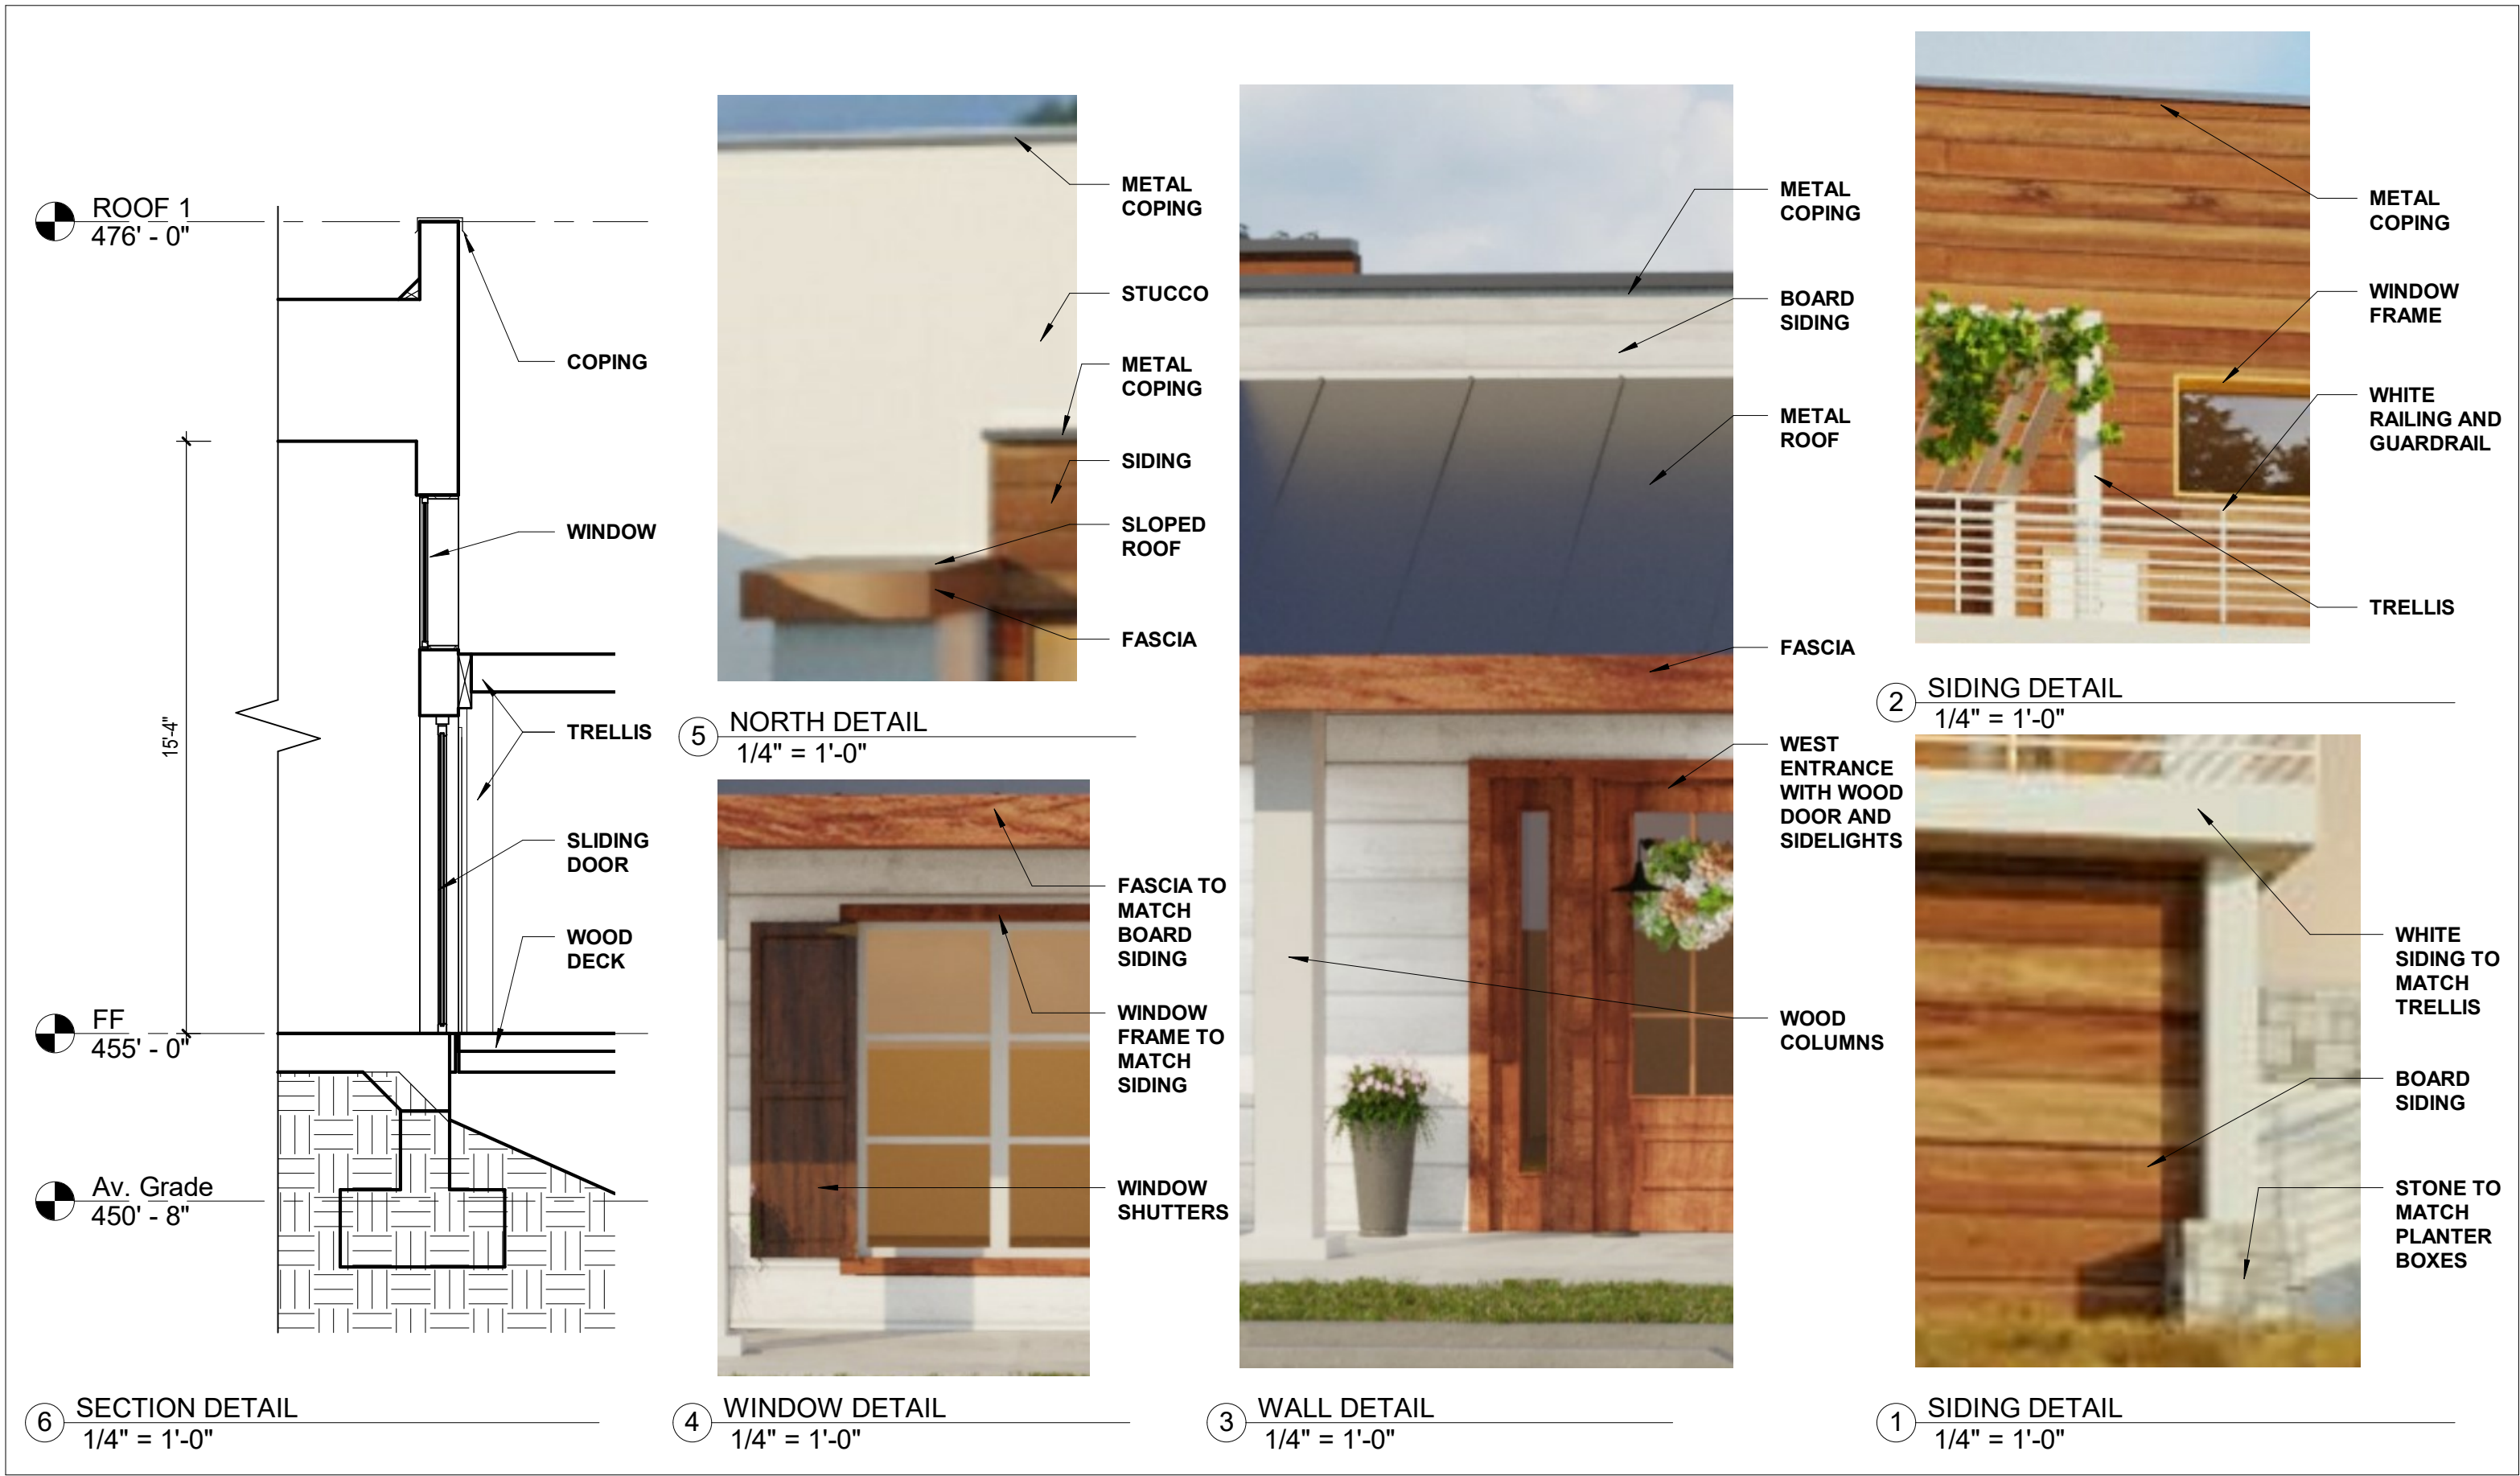 ROOF 1
476' - 0"
COPING
WINDOW
15'-4"
TRELLIS
SLIDING
DOOR
WOOD
DECK
FF
455' - 0"
Av. Grade
450' - 8"
6
SECTION DETAIL
1/4" = 1'-0"
METAL
COPING
STUCCO
METAL
COPING
SIDING
SLOPED
ROOF
FASCIA
5
NORTH DETAIL
1/4" = 1'-0"
FASCIA TO
MATCH
BOARD
SIDING
WINDOW
FRAME TO
MATCH
SIDING
WINDOW
SHUTTERS
4
WINDOW DETAIL
1/4" = 1'-0"
METAL
COPING
BOARD
SIDING
METAL
ROOF
FASCIA
WEST
ENTRANCE
WITH WOOD
DOOR AND
SIDELIGHTS
WOOD
COLUMNS
3
WALL DETAIL
1/4" = 1'-0"
METAL
COPING
WINDOW
FRAME
WHITE
RAILING AND
GUARDRAIL
TRELLIS
2
SIDING DETAIL
1/4" = 1'-0"
WHITE
SIDING TO
MATCH
TRELLIS
BOARD
SIDING
STONE TO
MATCH
PLANTER
BOXES
1
SIDING DETAIL
1/4" = 1'-0"